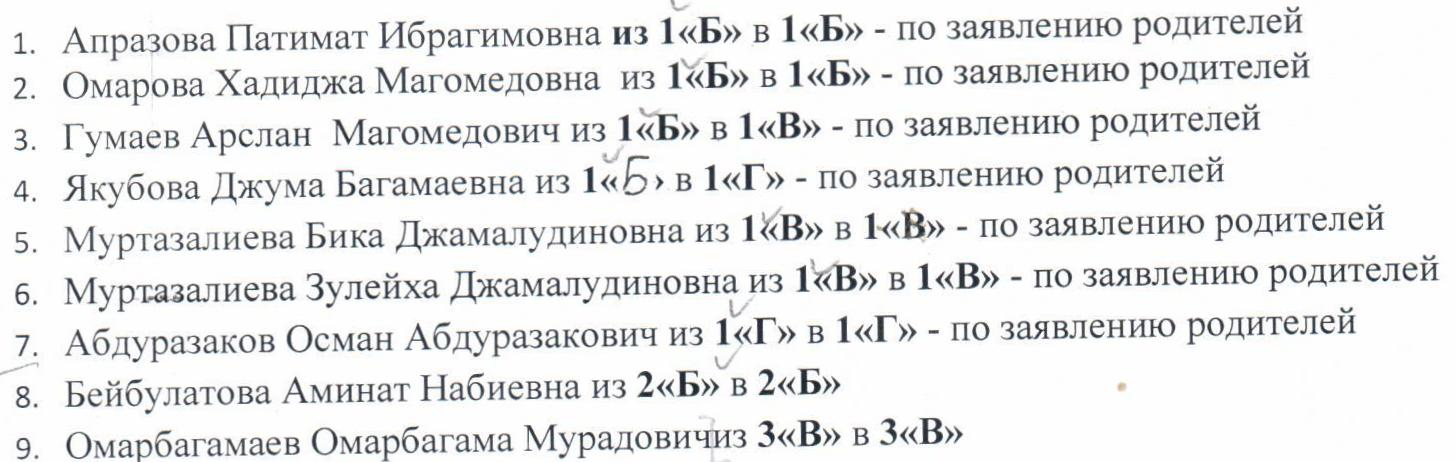 1. Апразова Патимат Ибрагимовна из 1«Б» в 1«Б» - по заявлению родителей
2. Омарова Хадиджа Магомедовна из 1«Б» в 1«Б» - по заявлению родителей
3. Гумаев Арслан Магомедович из 1«Б» в 1«В» - по заявлению родителей
4. Якубова Джума Багамаевна из 1«Б› в 1«Г» - по заявлению родителей
5. Муртазалиева Бика Джамалудиновна из 1«В» в 1«В» - по заявлению родителей
6. Муртазалиева Зулейха Джамалудиновна из 1«В» в 1«В» - по заявлению родителей
7. Абдуразаков Осман Абдуразакович из 1«Г» в 1«Г» - по заявлению родителей
8. Бейбулатова Аминат Набиевна из 2«Б» в 2«Б»
9. Омарбагамаев Омарбагама Мурадовичиз 3«В» в 3«В»